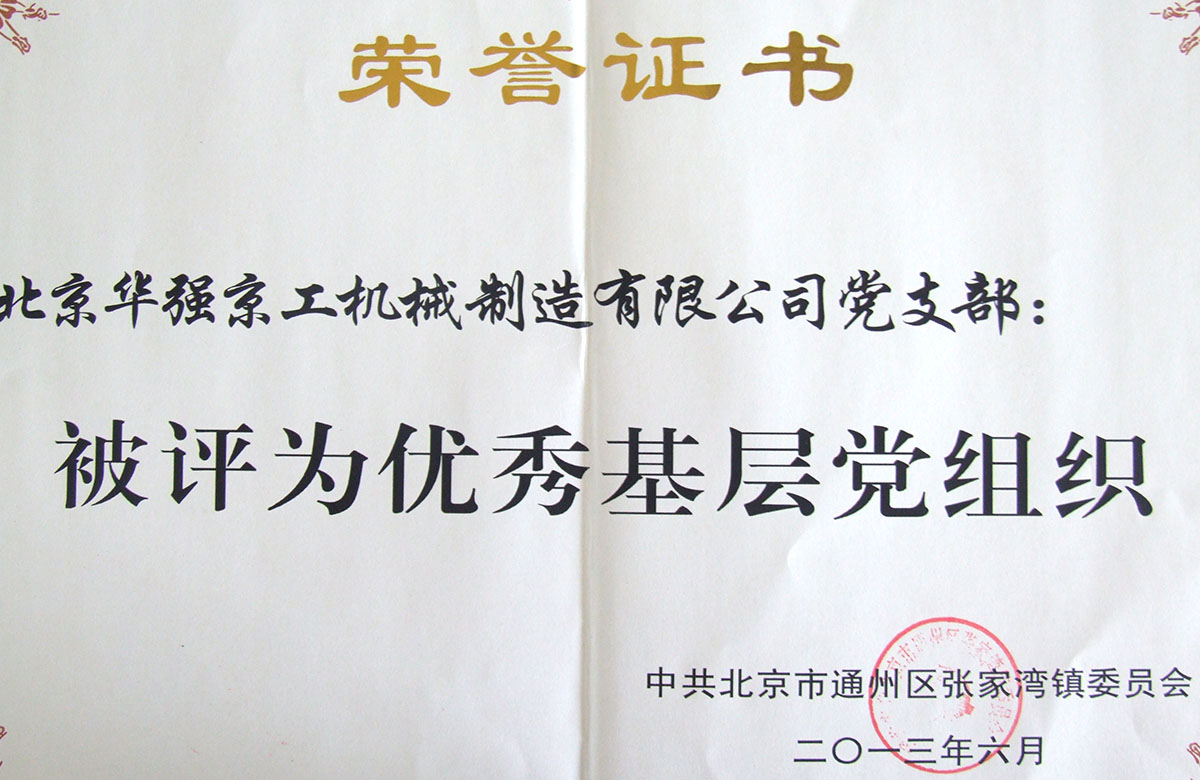 荣誉证书
北京华强京工机械制造有限公司党支部：
被评为优秀基层党组织
中共北京市通州区张家湾镇委员会
二〇一三年六月